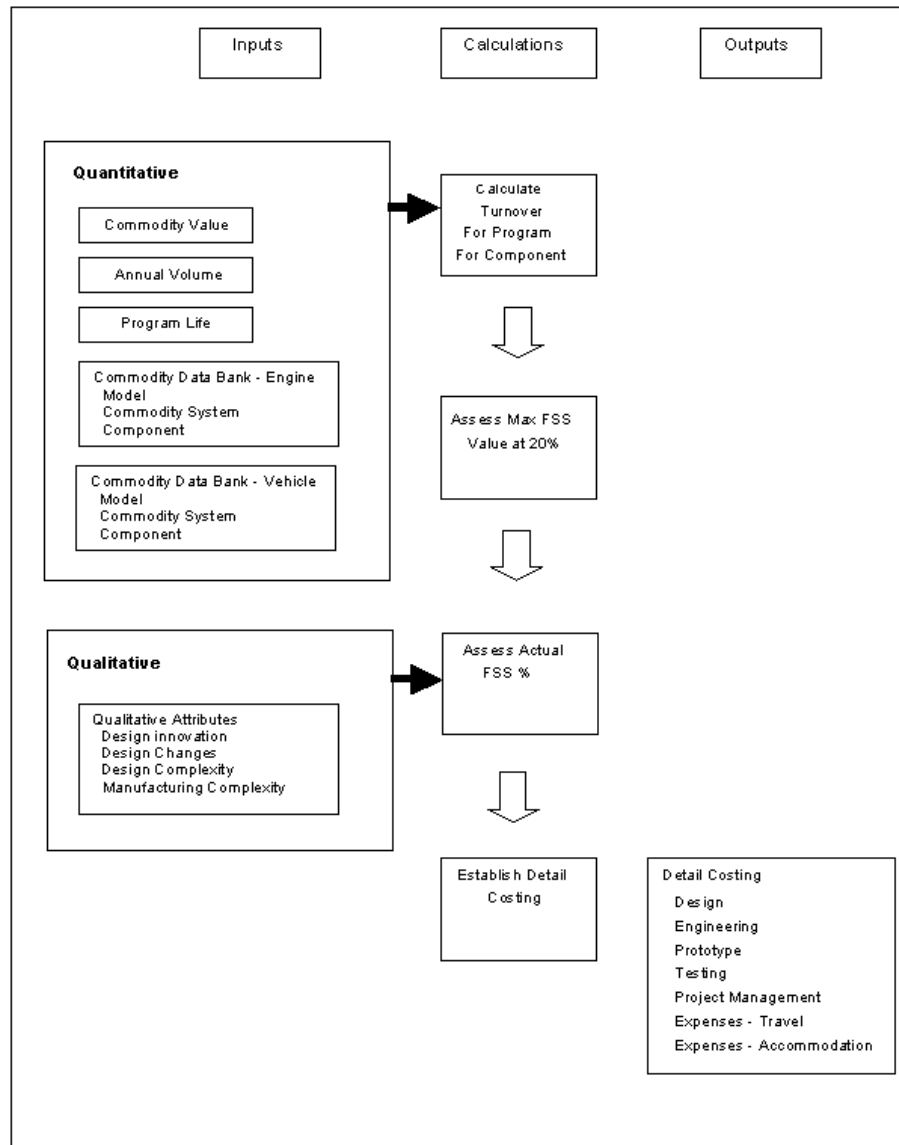 Inputs
Calculations
Outputs
Quantitative
Commodity Value
Annual Volume
Program Life
Commodity Data Bank - Engine
Model
Commodity System
Component
Commodity Data Bank - Vehicle
Model
Commodity System
Component
Calculate
Turnover
For Program
For Component
Assess Max FSS
Value at 20%
Qualitative
Qualitative Attributes
Design innovation
Design Changes
Design Complexity
Manufacturing Complexity
Assess Actual
FSS %
Establish Detail
Costing
Detail Costing
Design
Engineering
Prototype
Testing
Project Management
Expenses - Travel
Expenses - Accommodation